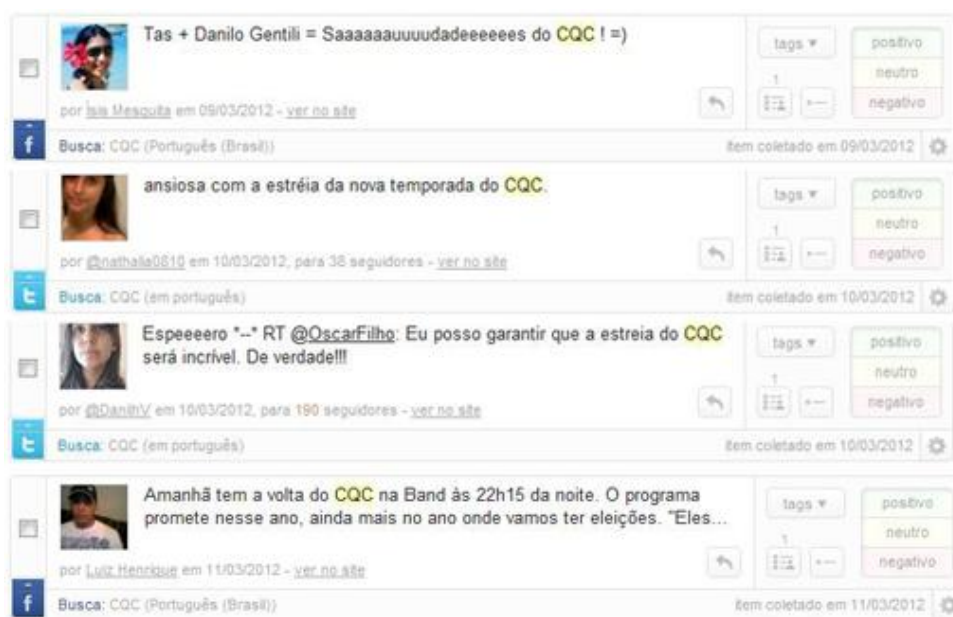 Tas + Danilo Gentili = Saaaaaauuuudadeeeeees do CQC ! =)
tags ▼
positivo
neutro
negativo
1
por Ísis Mesquita em 09/03/2012 - ver no site
f
Busca: CQC (Português (Brasil))
item coletado em 09/03/2012
ansiosa com a estréia da nova temporada do CQC.
tags ▼
positivo
neutro
negativo
1
por @nathalia0810 em 10/03/2012, para 38 seguidores - ver no site
t
Busca: CQC (em português)
item coletado em 10/03/2012
Espeeeero *--* RT @OscarFilho: Eu posso garantir que a estreia do CQC
será incrível. De verdade!!!
tags ▼
positivo
neutro
negativo
1
por @DanithV em 10/03/2012, para 190 seguidores - ver no site
t
Busca: CQC (em português)
item coletado em 10/03/2012
Amanhã tem a volta do CQC na Band às 22h15 da noite. O programa
promete nesse ano, ainda mais no ano onde vamos ter eleições. "Eles...
tags ▼
positivo
neutro
negativo
1
por Luiz Henrique em 11/03/2012 - ver no site
f
Busca: CQC (Português (Brasil))
item coletado em 11/03/2012